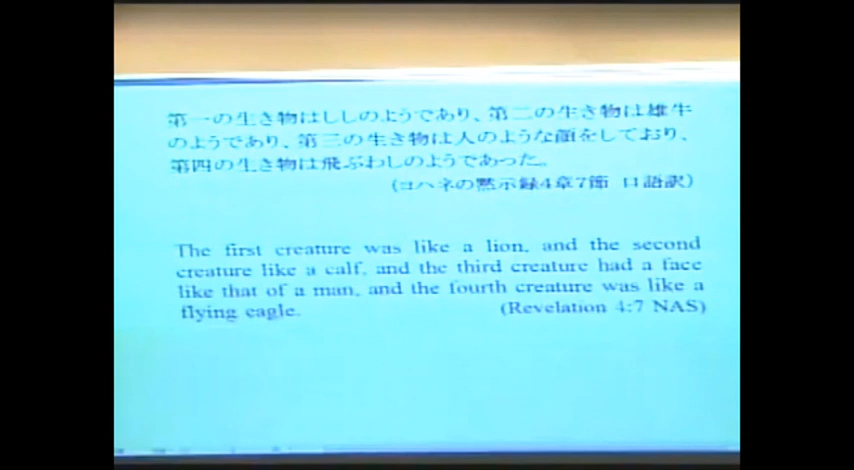 第一の生き物はししのようであり、第二の生き物は雄牛
のようであり、第三の生き物は人のような顔をしており、
第四の生き物は飛ぶわしのようであった。
(ヨハネの黙示録4章7節 口語訳)
The first creature was like a lion, and the second
creature like a calf, and the third creature had a face
like that of a man, and the fourth creature was like a
flying eagle. (Revelation 4:7 NAS)